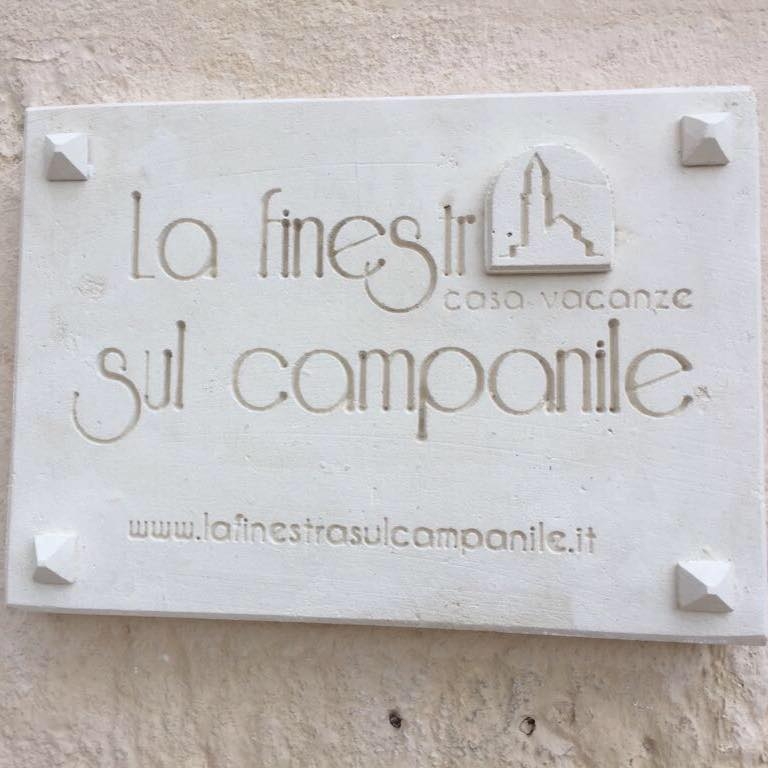 La finestr
casa vacanze
sul campanile
www.lafinestrasulcampanile.it